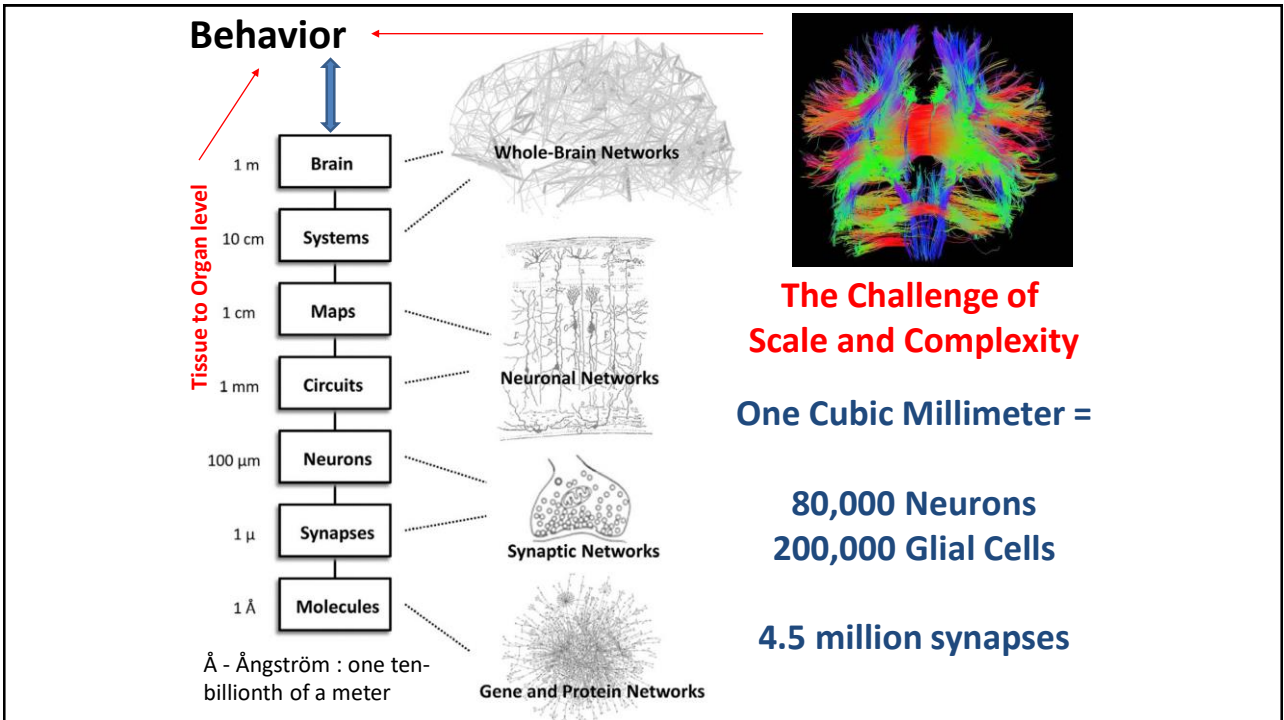 Behavior
1 m
Brain
Whole-Brain Networks
10 cm
Systems
1 cm
Maps
1 mm
Circuits
Neuronal Networks
100 µm
Neurons
1 µ
Synapses
Synaptic Networks
1 Å
Molecules
Gene and Protein Networks
Tissue to Organ level
Å - Ångström : one ten-
billionth of a meter
The Challenge of
Scale and Complexity
One Cubic Millimeter =
80,000 Neurons
200,000 Glial Cells
4.5 million synapses